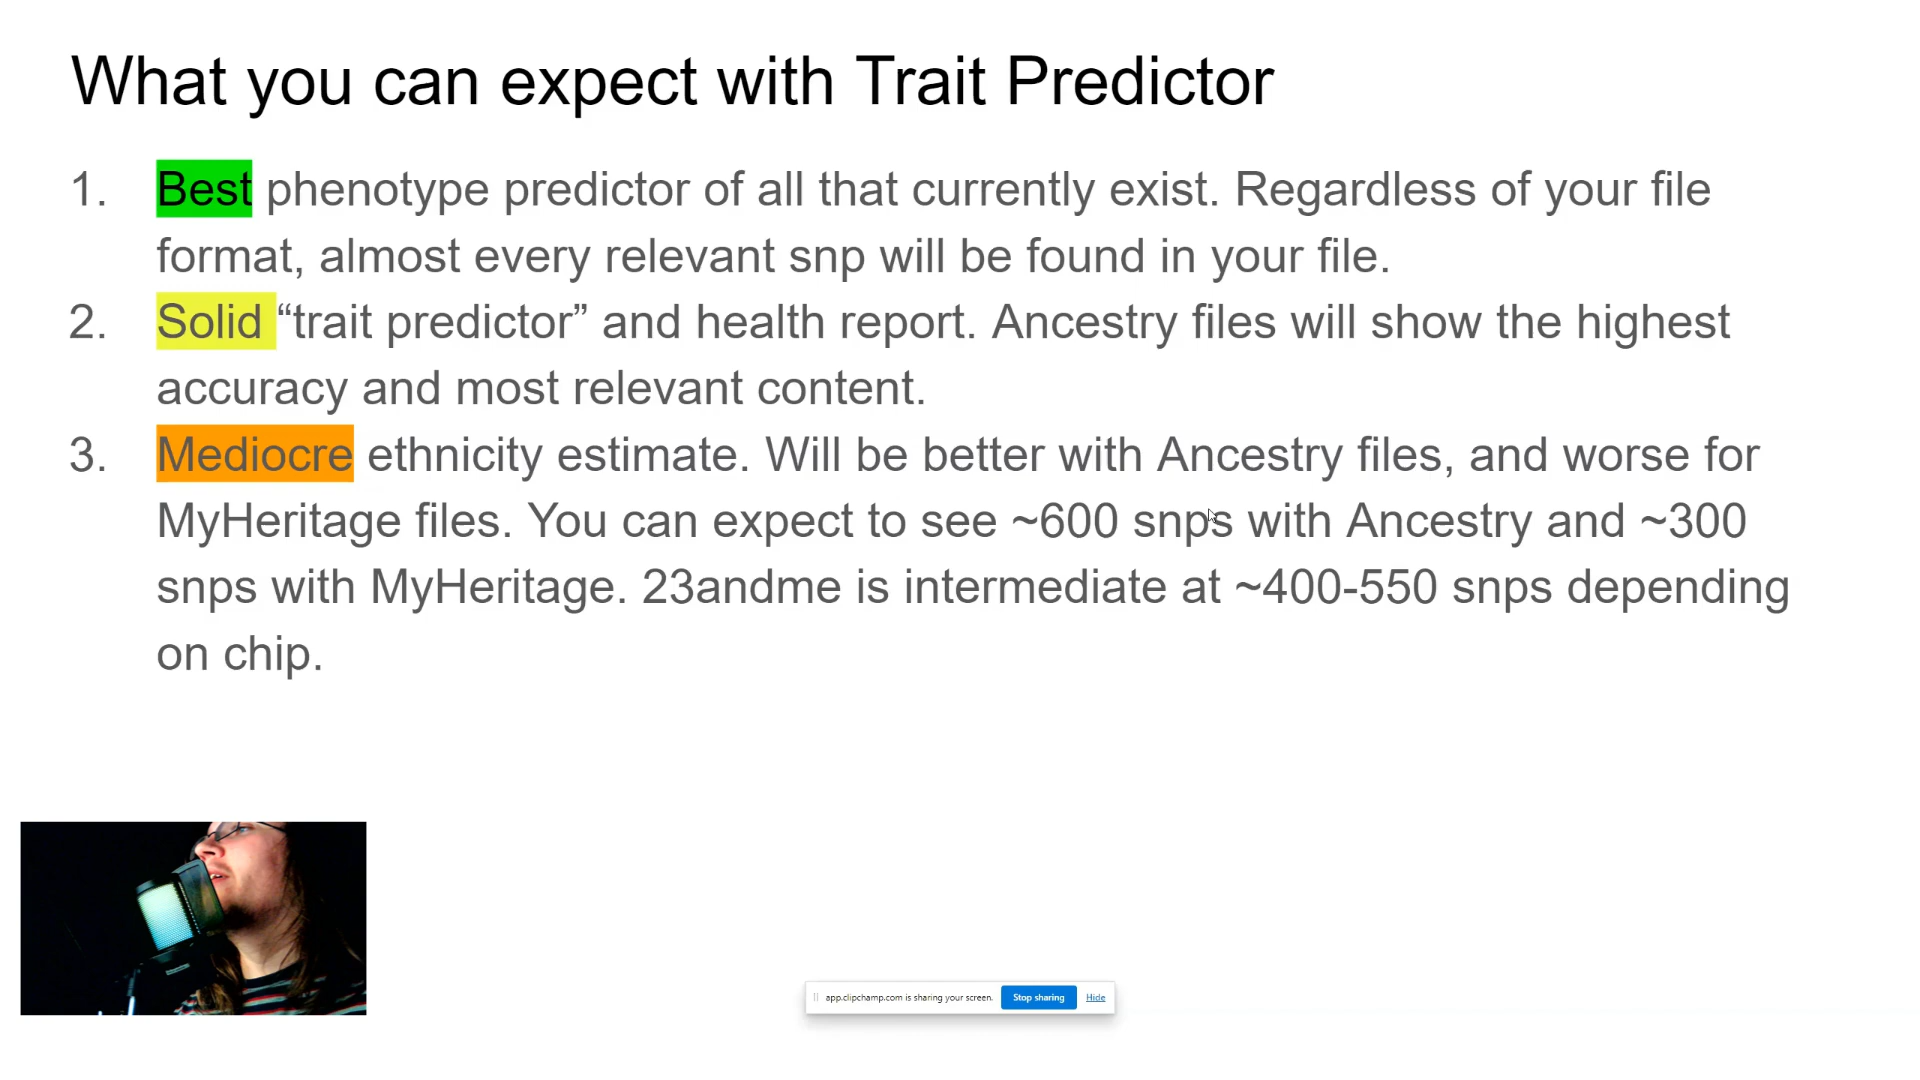 What you can expect with Trait Predictor
1. Best phenotype predictor of all that currently exist. Regardless of your file
format, almost every relevant snp will be found in your file.
2. Solid “trait predictor” and health report. Ancestry files will show the highest
accuracy and most relevant content.
3. Mediocre ethnicity estimate. Will be better with Ancestry files, and worse for
MyHeritage files. You can expect to see ~600 snps with Ancestry and ~300
snps with MyHeritage. 23andme is intermediate at ~400-550 snps depending
on chip.
app.clipchamp.com is sharing your screen. Stop sharing Hide